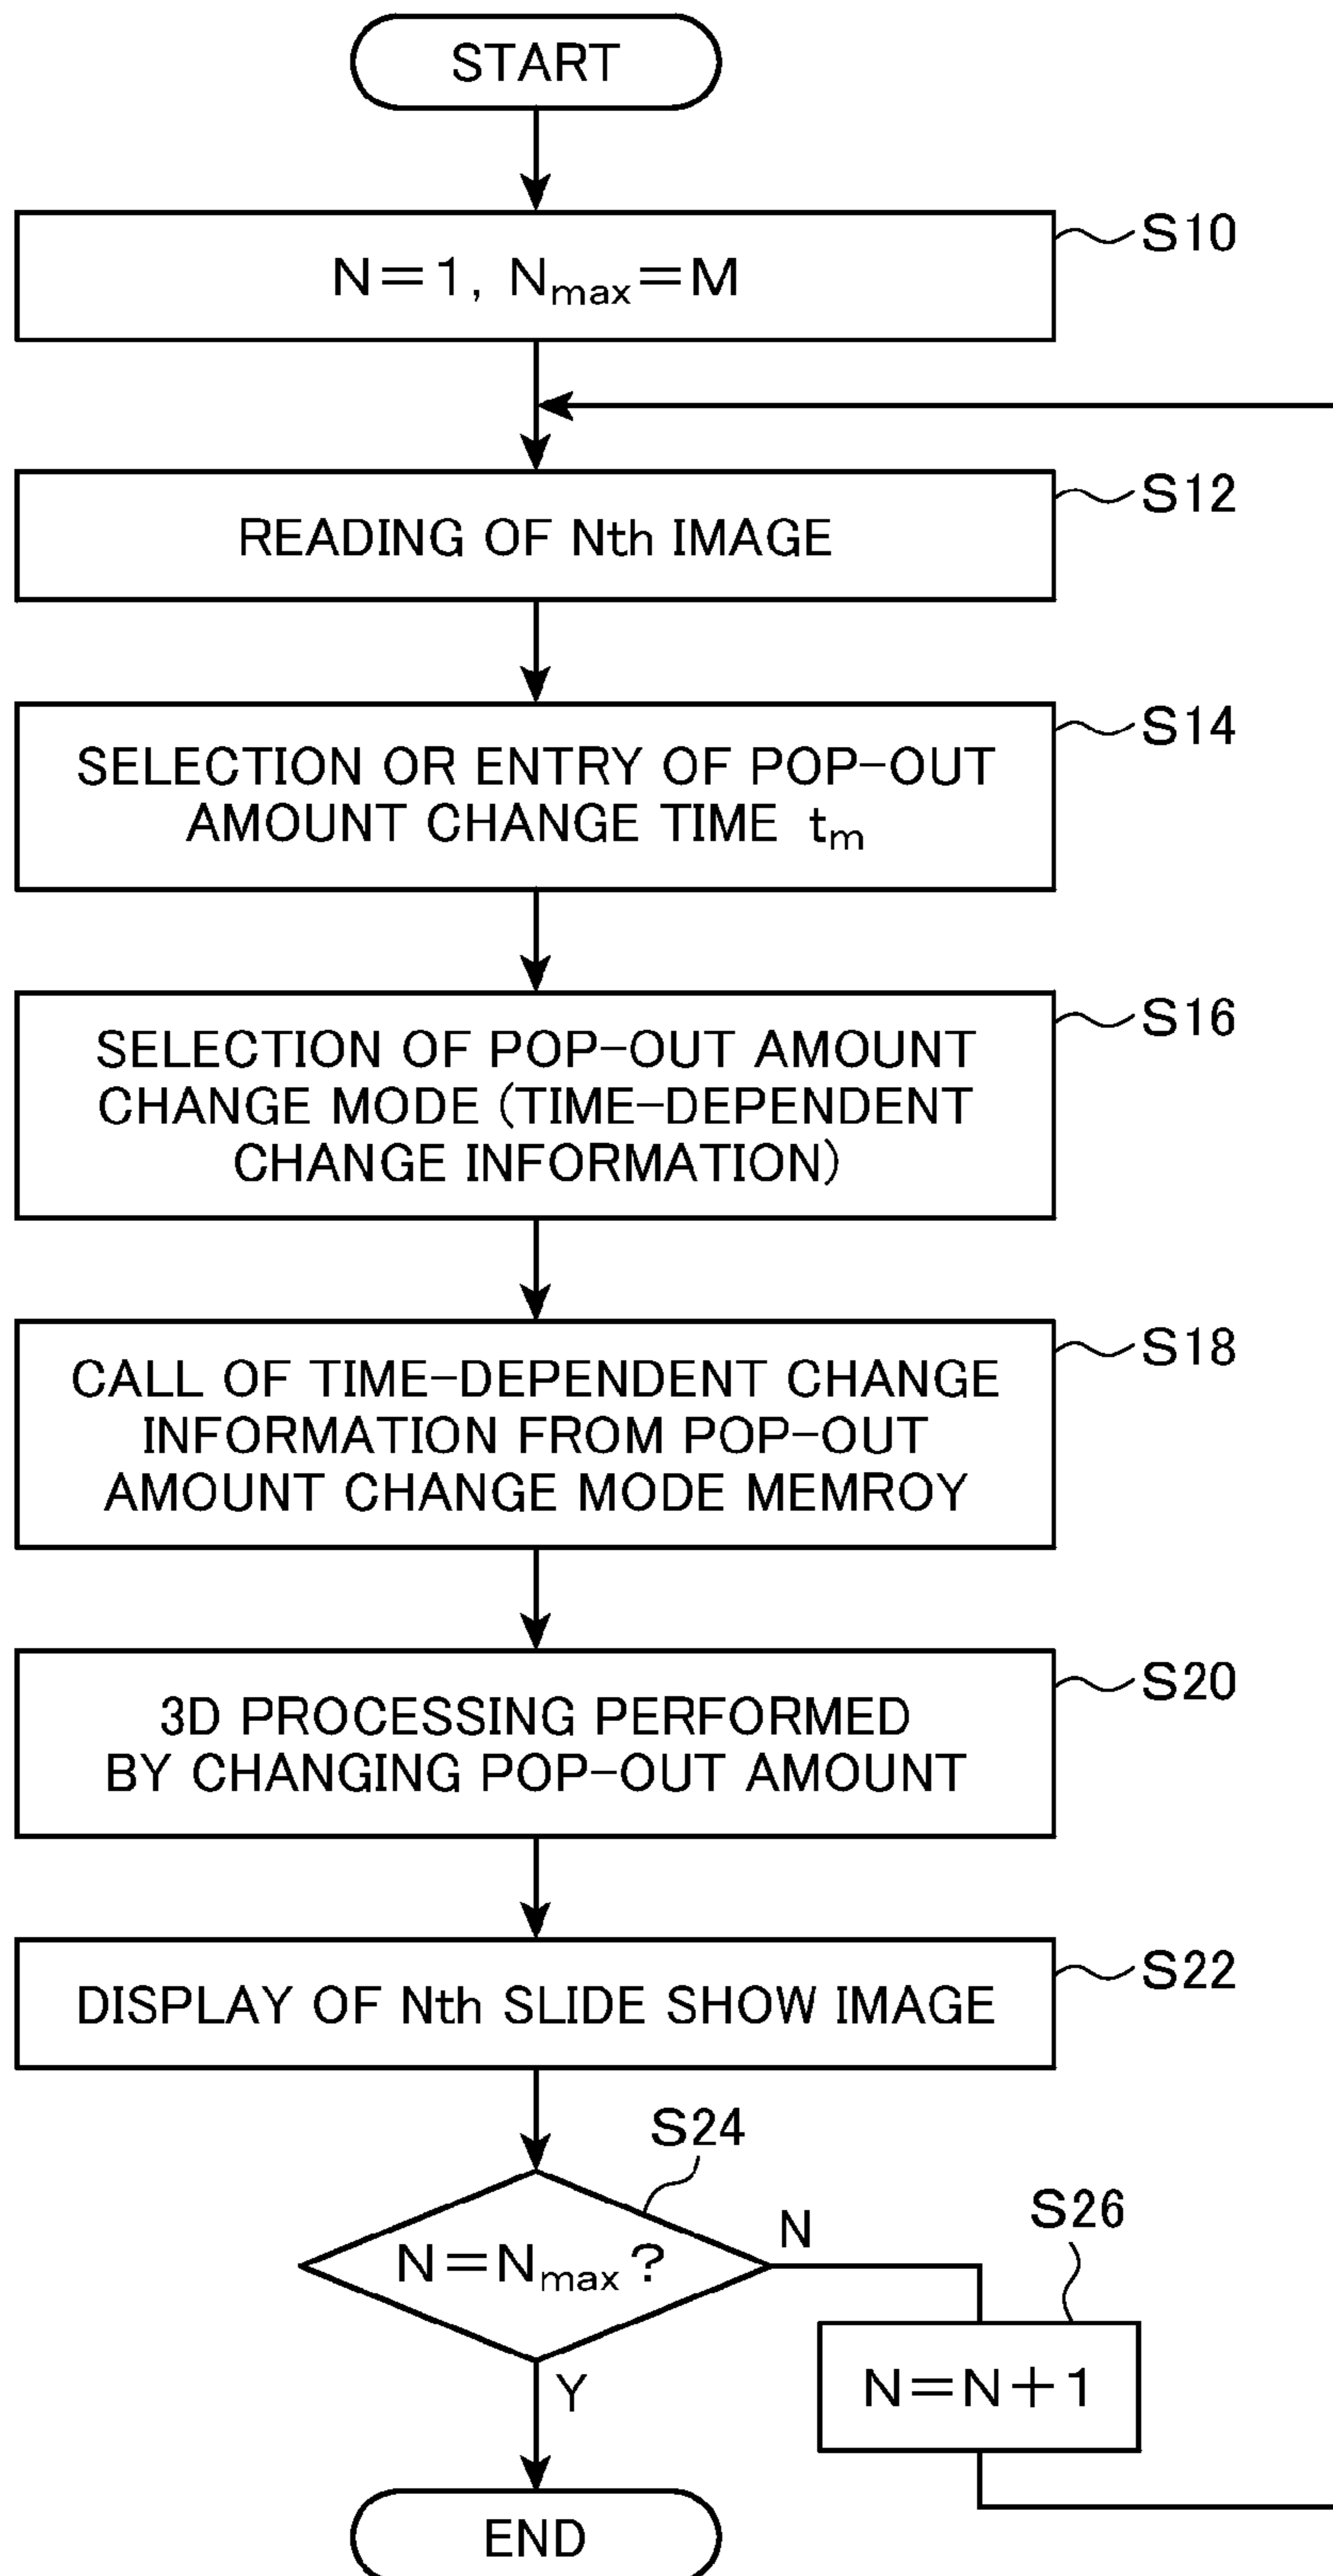 START
N=1, Nmax=M
S10
READING OF Nth IMAGE
S12
SELECTION OR ENTRY OF POP-OUT
AMOUNT CHANGE TIME tm
S14
SELECTION OF POP-OUT AMOUNT
CHANGE MODE (TIME-DEPENDENT
CHANGE INFORMATION)
S16
CALL OF TIME-DEPENDENT CHANGE
INFORMATION FROM POP-OUT
AMOUNT CHANGE MODE MEMROY
S18
3D PROCESSING PERFORMED
BY CHANGING POP-OUT AMOUNT
S20
DISPLAY OF Nth SLIDE SHOW IMAGE
S22
S24
N=Nmax?
N
Y
S26
N=N+1
END